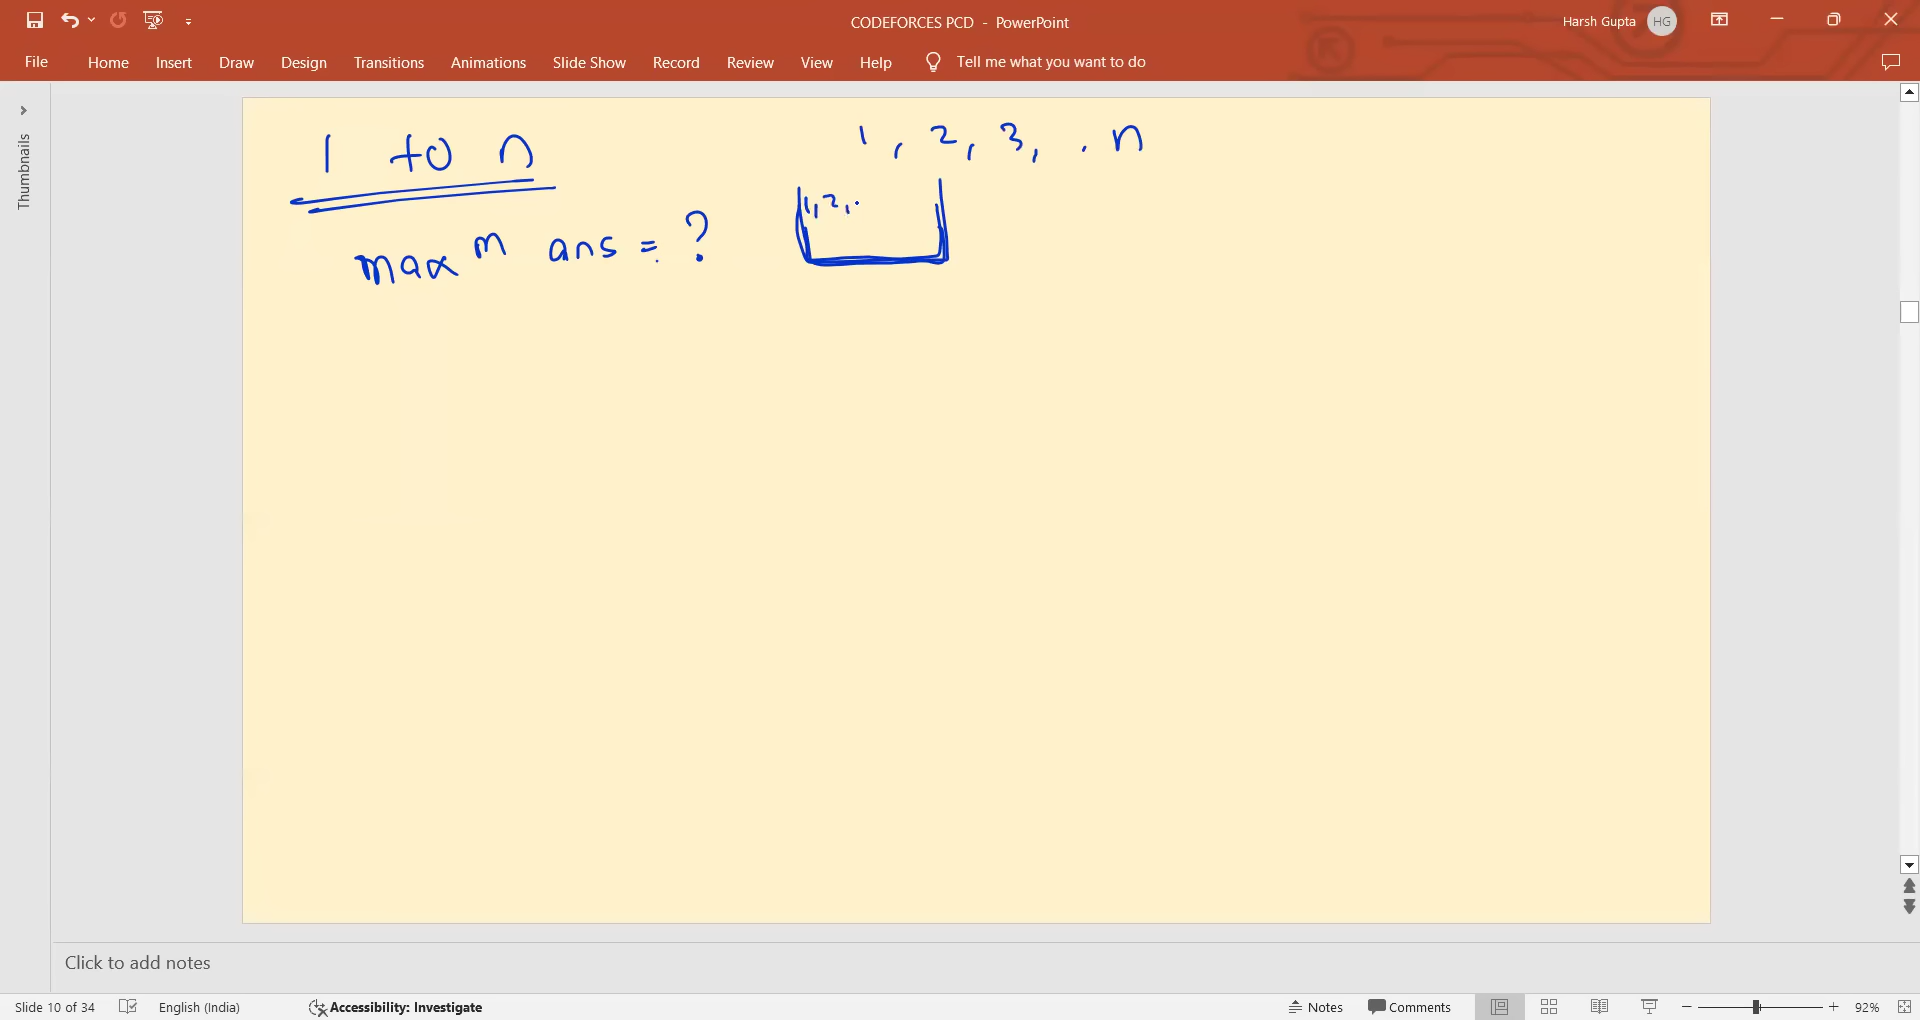 CODEFORCES PCD - PowerPoint
Harsh Gupta HG
File Home Insert Draw Design Transitions Animations Slide Show Record Review View Help Tell me what you want to do
Thumbnails
1 to n
1, 2, 3, . n
max m ans = ?
1, 2, .
Click to add notes
Slide 10 of 34 English (India) Accessibility: Investigate Notes Comments 92%